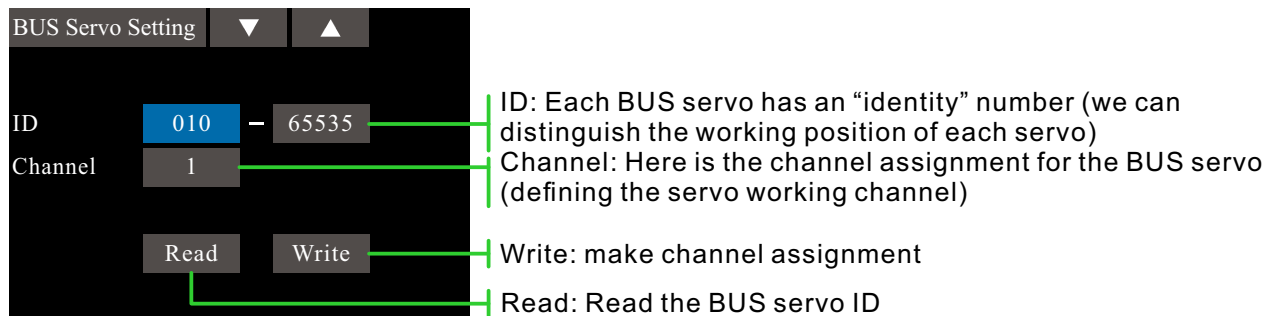 BUS Servo Setting ▼ ▲
ID 010 – 65535
Channel 1
Read Write
ID: Each BUS servo has an “identity” number (we can
distinguish the working position of each servo)
Channel: Here is the channel assignment for the BUS servo
(defining the servo working channel)
Write: make channel assignment
Read: Read the BUS servo ID